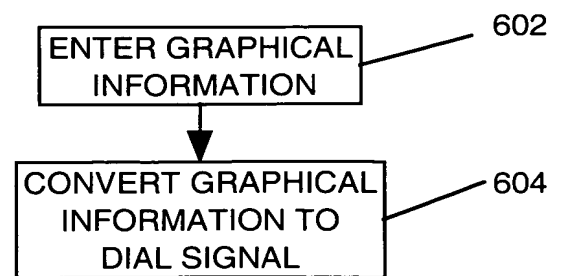 ENTER GRAPHICAL
INFORMATION
602
CONVERT GRAPHICAL
INFORMATION TO
DIAL SIGNAL
604